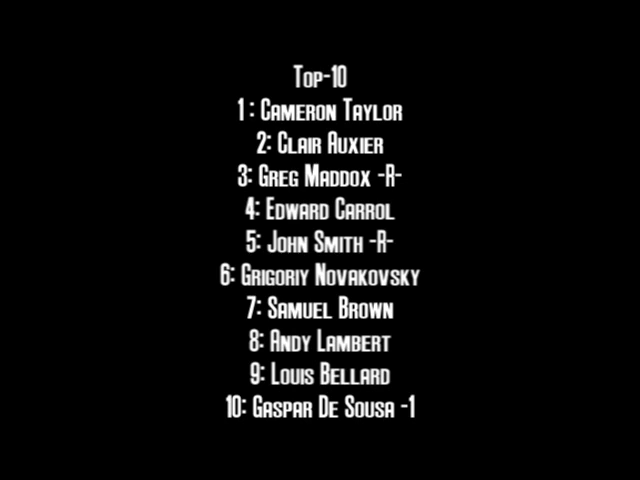 Top-10
1 : Cameron Taylor
2: Clair Auxier
3: Greg Maddox -R-
4: Edward Carrol
5: John Smith -R-
6: Grigoriy Novakovsky
7: Samuel Brown
8: Andy Lambert
9: Louis Bellard
10: Gaspar De Sousa -1